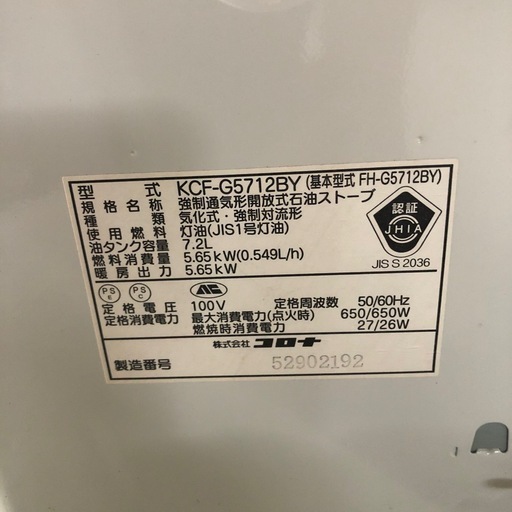 型式 KCF-G5712BY (基本型式 FH-G5712BY)
規格名称 強制通気形開放式石油ストーブ
種類 気化式・強制対流形
使用燃料 灯油(JIS1号灯油)
油タンク容量 7.2L
燃料消費量 5.65kW(0.549L/h)
暖房出力 5.65kW
認証
JHIA
JIS S 2036
PS E PS C
定格電圧 100V 定格周波数 50/60Hz
定格消費電力 最大消費電力(点火時) 650/650W
燃焼時消費電力 27/26W
株式会社 コロナ
製造番号 52902192